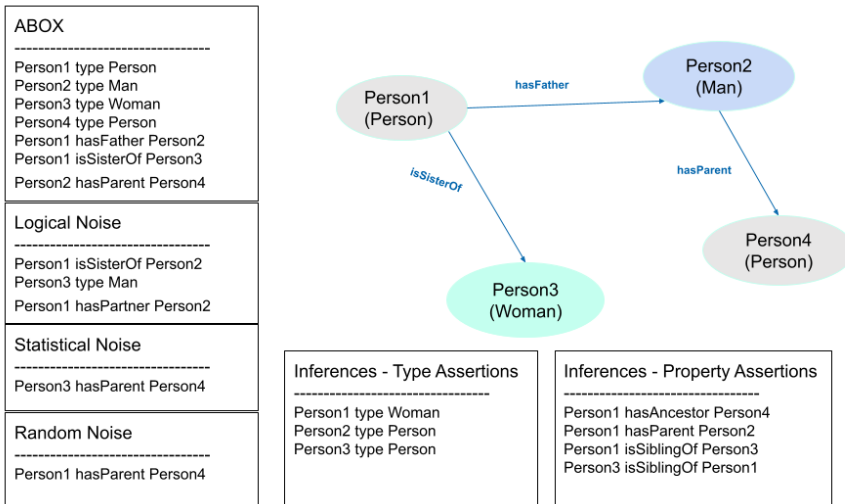 ABOX
----------------------------------
Person1 type Person
Person2 type Man
Person3 type Woman
Person4 type Person
Person1 hasFather Person2
Person1 isSisterOf Person3
Person2 hasParent Person4
Logical Noise
----------------------------------
Person1 isSisterOf Person2
Person3 type Man
Person1 hasPartner Person2
Statistical Noise
----------------------------------
Person3 hasParent Person4
Random Noise
----------------------------------
Person1 hasParent Person4
Person1
(Person)
hasFather
Person2
(Man)
isSisterOf
hasParent
Person3
(Woman)
Person4
(Person)
Inferences - Type Assertions
----------------------------------
Person1 type Woman
Person2 type Person
Person3 type Person
Inferences - Property Assertions
----------------------------------
Person1 hasAncestor Person4
Person1 hasParent Person2
Person1 isSiblingOf Person3
Person3 isSiblingOf Person1